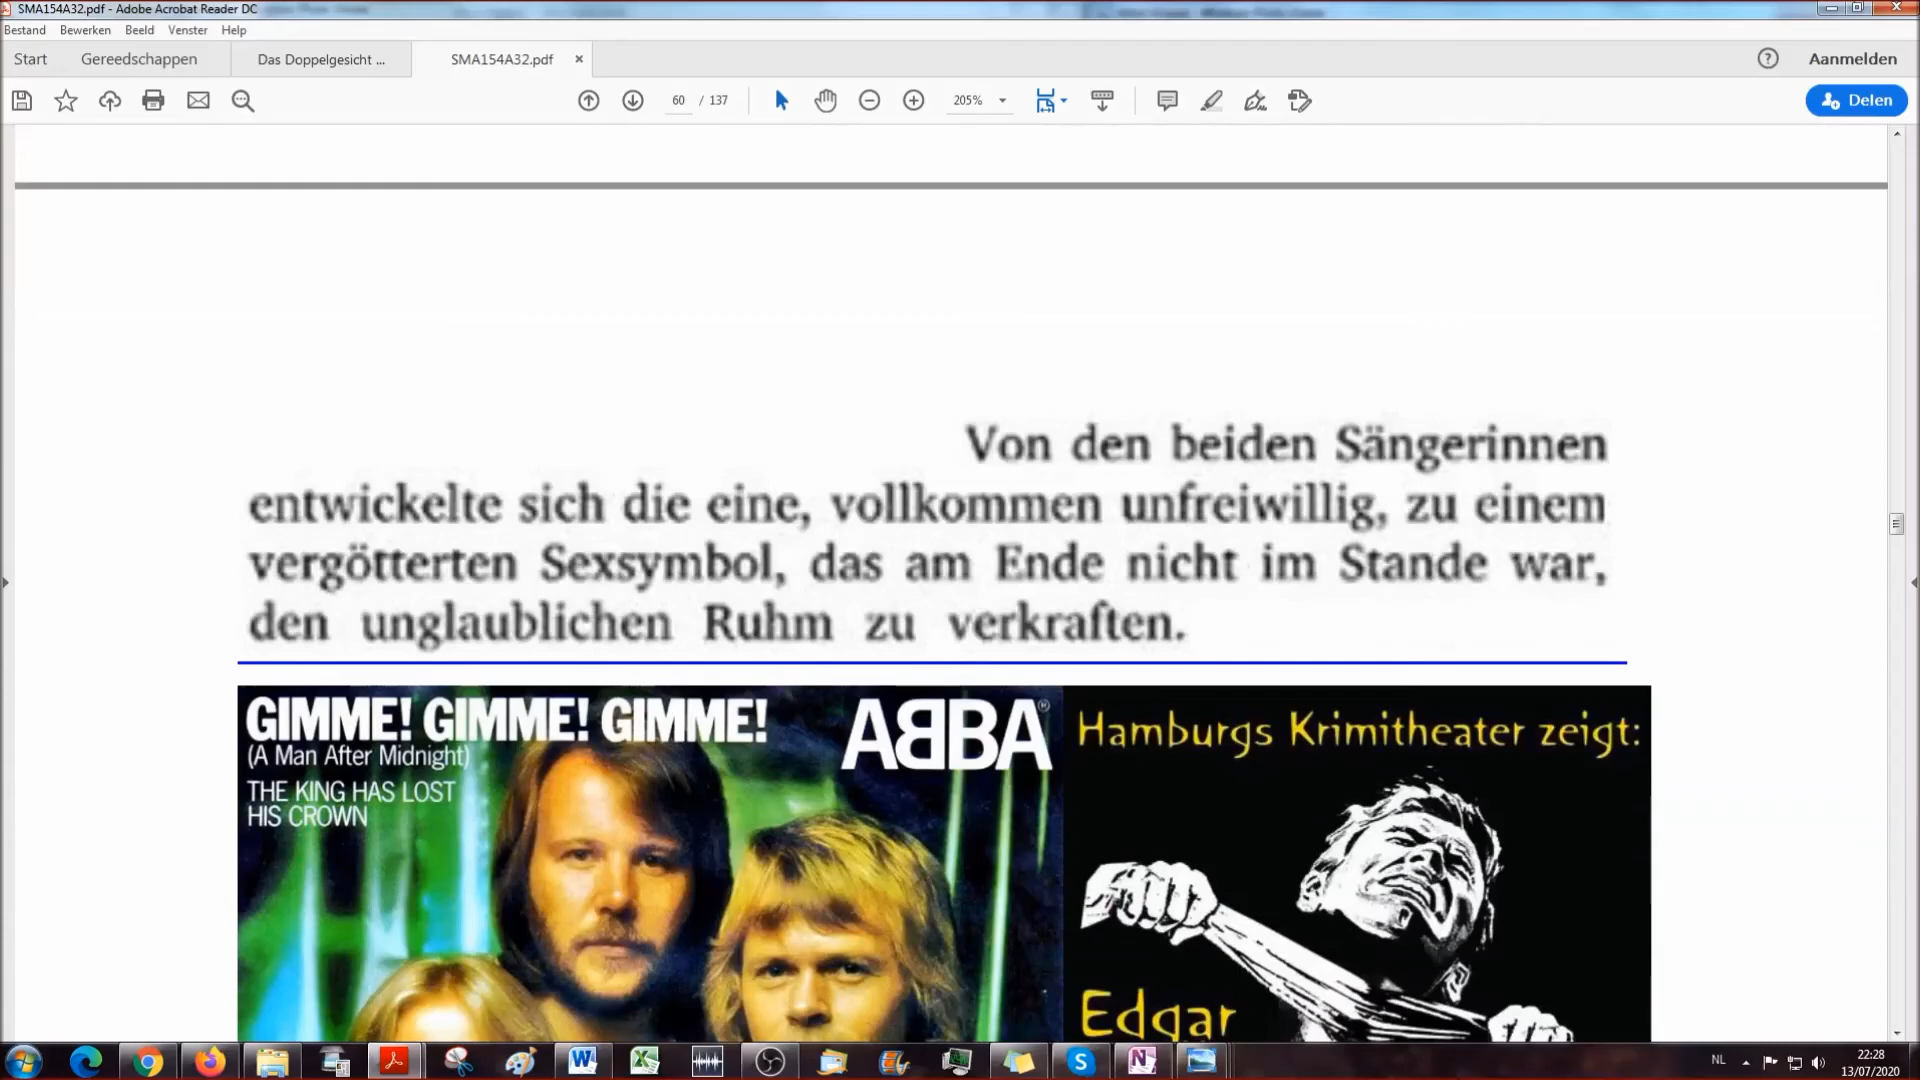 SMA154A32.pdf - Adobe Acrobat Reader DC
Bestand Bewerken Beeld Venster Help
Start Gereedschappen Das Doppelgesicht ... SMA154A32.pdf × Aanmelden
60 / 137 205% Delen
Von den beiden Sängerinnen
entwickelte sich die eine, vollkommen unfreiwillig, zu einem
vergötterten Sexsymbol, das am Ende nicht im Stande war,
den unglaublichen Ruhm zu verkraften.
GIMME! GIMME! GIMME! ABBA®
(A Man After Midnight)
THE KING HAS LOST
HIS CROWN
Hamburgs Krimitheater zeigt:
Edgar
NL 22:28
13/07/2020